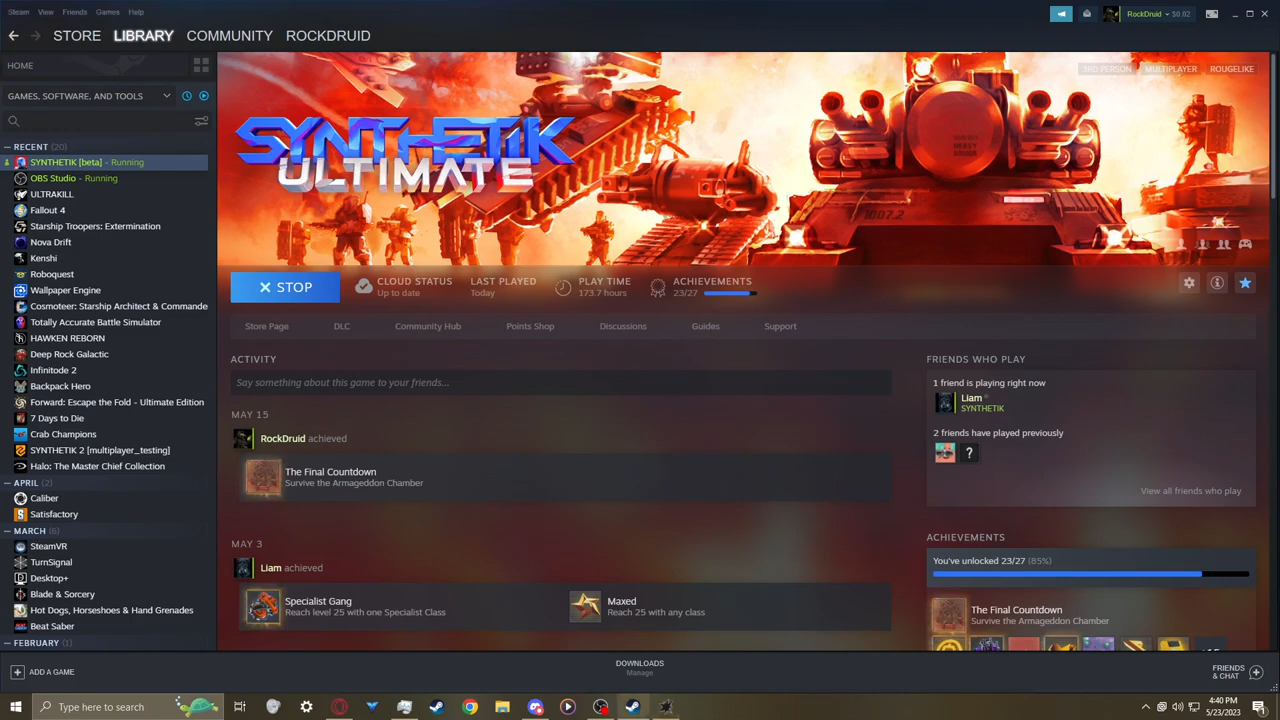 Steam View Friends Games Help
RockDruid $0.02
STORE LIBRARY COMMUNITY ROCKDRUID
HOME
GAMES, SOFTWARE, AND TOOLS
RECENT (20)
SYNTHETIK [beta] - Running
OBS Studio - Running
ULTRAKILL
Fallout 4
Starship Troopers: Extermination
Nova Drift
Kenshi
Roboquest
Wallpaper Engine
Cosmoteer: Starship Architect & Commande
Totally Accurate Battle Simulator
HAWKEN REBORN
Deep Rock Galactic
Infinitode 2
Backpack Hero
Forward: Escape the Fold - Ultimate Edition
7 Days to Die
Crab Champions
SYNTHETIK 2 [multiplayer_testing]
Halo: The Master Chief Collection
APRIL (2)
Caliber
Satisfactory
MARCH (6)
SteamVR
TurnSignal
Desktop+
Blade & Sorcery
Hot Dogs, Horseshoes & Hand Grenades
Beat Saber
FEBRUARY (1)
3RD PERSON MULTIPLAYER ROUGELIKE
SYNTHETIK
ULTIMATE
1007.2
STOP
CLOUD STATUS
Up to date
LAST PLAYED
Today
PLAY TIME
173.7 hours
ACHIEVEMENTS
23/27
Store Page DLC Community Hub Points Shop Discussions Guides Support
ACTIVITY
Say something about this game to your friends...
MAY 15
RockDruid achieved
The Final Countdown
Survive the Armageddon Chamber
MAY 3
Liam achieved
Specialist Gang
Reach level 25 with one Specialist Class
Maxed
Reach 25 with any class
FRIENDS WHO PLAY
1 friend is playing right now
Liam
SYNTHETIK
2 friends have played previously
?
View all friends who play
ACHIEVEMENTS
You've unlocked 23/27 (85%)
The Final Countdown
Survive the Armageddon Chamber
ADD A GAME
DOWNLOADS
Manage
FRIENDS
& CHAT
Type here to search
4:40 PM
5/23/2023